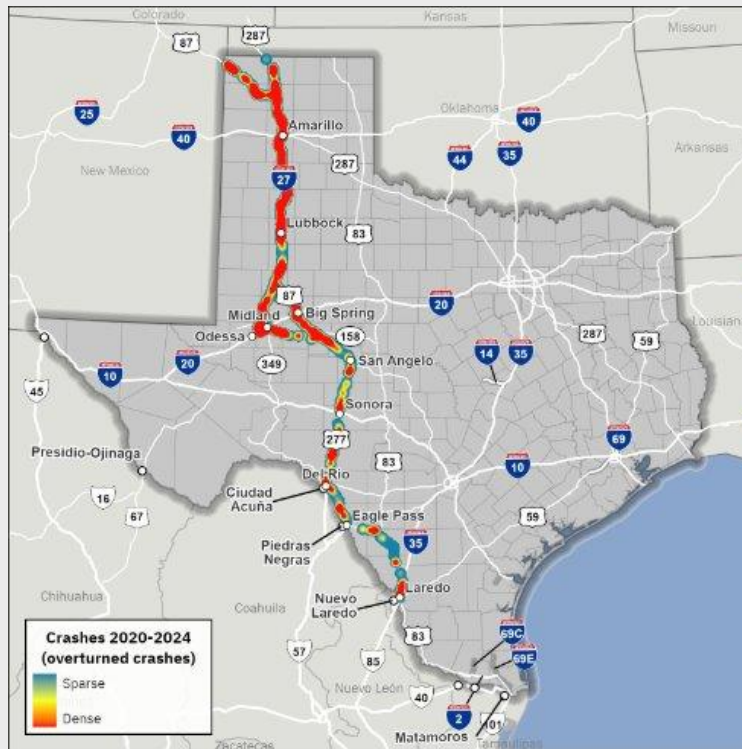 Colorado
Kansas
Missouri
87
287
25
Oklahoma
40
40
Amarillo
44
35
Arkansas
New Mexico
287
27
Lubbock
83
87
Big Spring
Midland
20
Odessa
158
287
59
Louisiana
San Angelo
14
35
349
20
10
45
Sonora
69
277
Presidio-Ojinaga
83
10
Del Rio
Ciudad
Acuña
16
59
67
Eagle Pass
Piedras
Negras
35
Chihuahua
Laredo
Coahuila
Nuevo
Laredo
83
69C
57
85
69E
Nuevo León
40
2
101
Matamoros
Tamaulipas
Zacatecas
Crashes 2020-2024
(overturned crashes)
Sparse
Dense